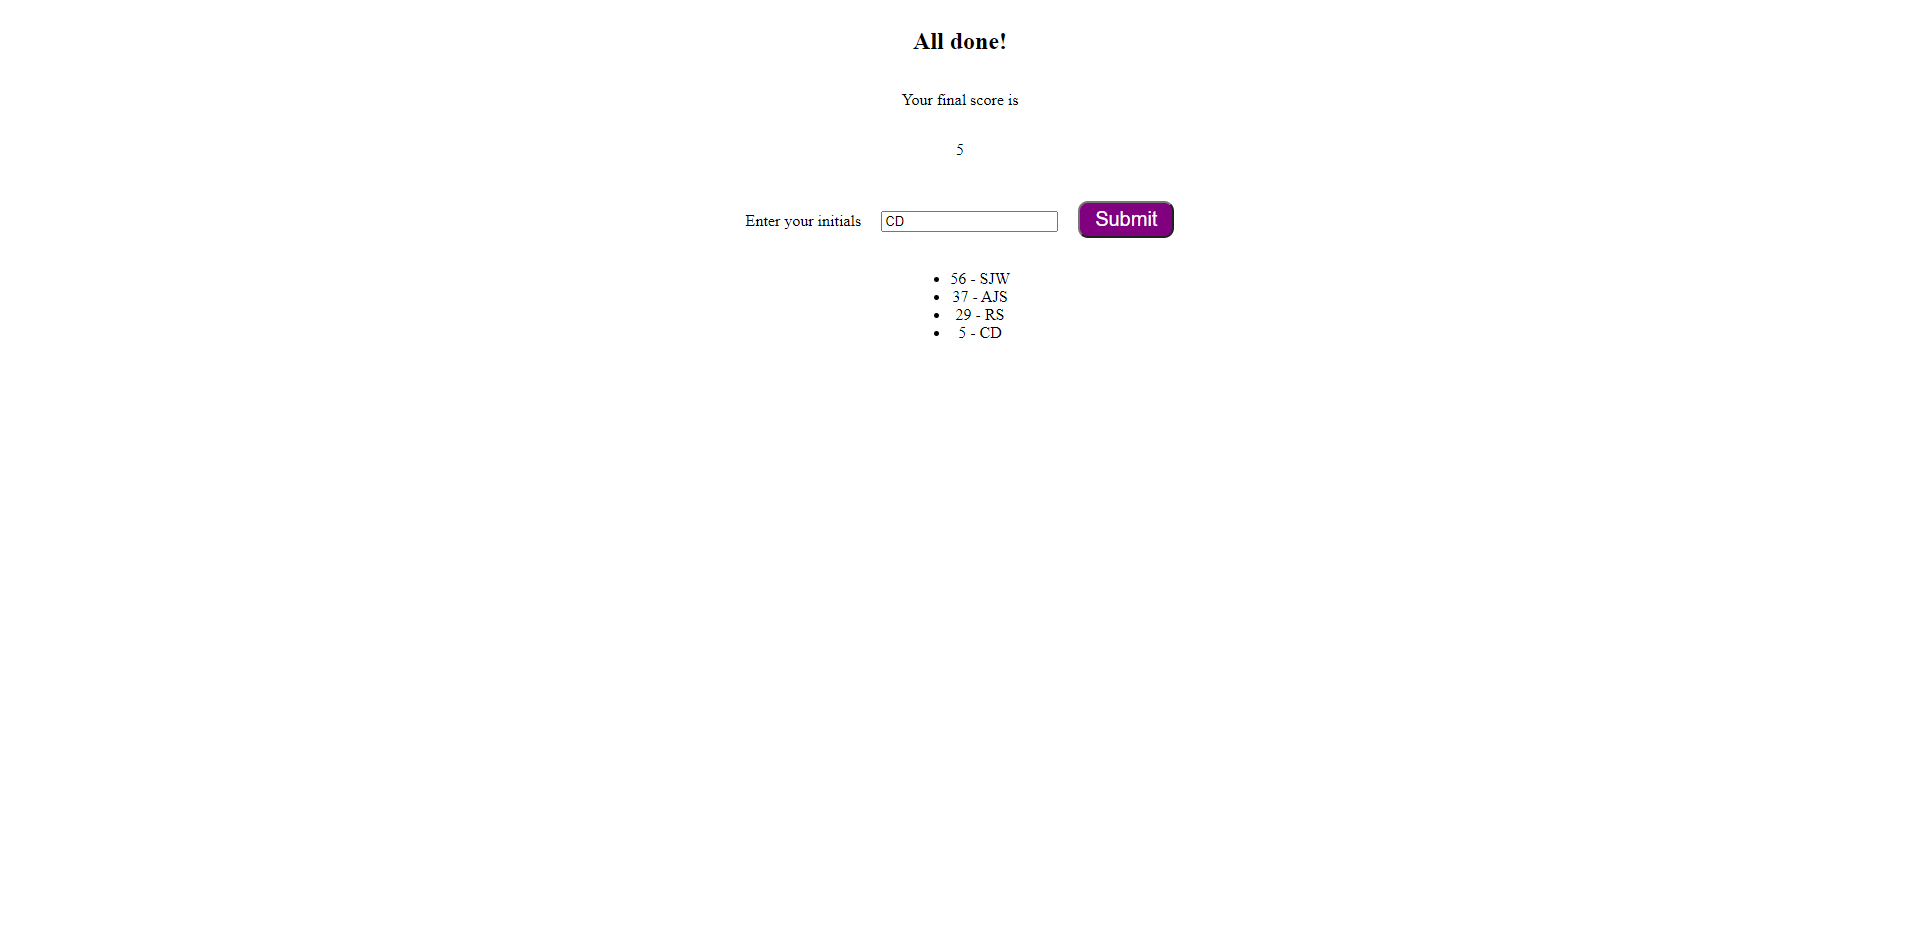 All done!
Your final score is
5
Enter your initials CD Submit
• 56 - SJW
• 37 - AJS
• 29 - RS
• 5 - CD